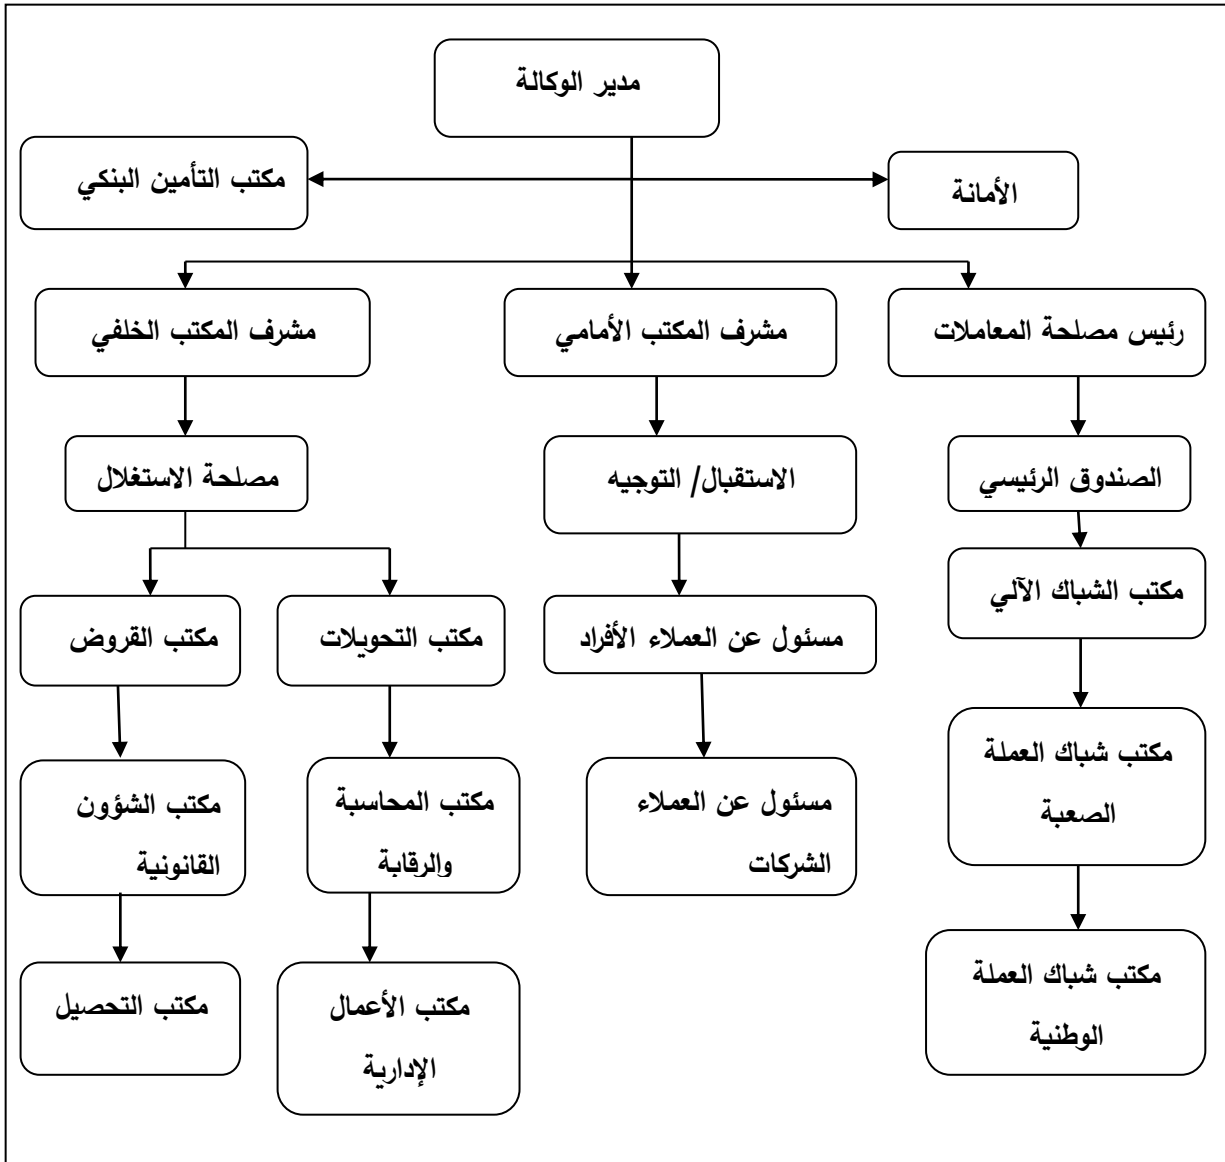 مدير الوكالة
الأمانة
مكتب التأمين البنكي
رئيس مصلحة المعاملات
مشرف المكتب الأمامي
مشرف المكتب الخلفي
الصندوق الرئيسي
الاستقبال/ التوجيه
مصلحة الاستغلال
مكتب الشباك الآلي
مسئول عن العملاء الأفراد
مكتب التحويلات
مكتب القروض
مكتب شباك العملة
الصعبة
مسئول عن العملاء
الشركات
مكتب المحاسبة
والرقابة
مكتب الشؤون
القانونية
مكتب شباك العملة
الوطنية
مكتب الأعمال
الإدارية
مكتب التحصيل